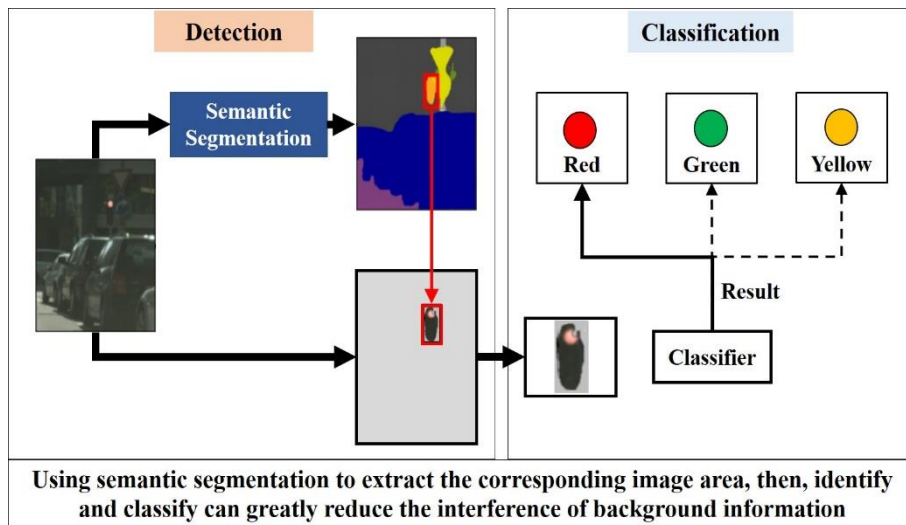 Detection
Classification
Semantic
Segmentation
Red
Green
Yellow
Result
Classifier
Using semantic segmentation to extract the corresponding image area, then, identify
and classify can greatly reduce the interference of background information